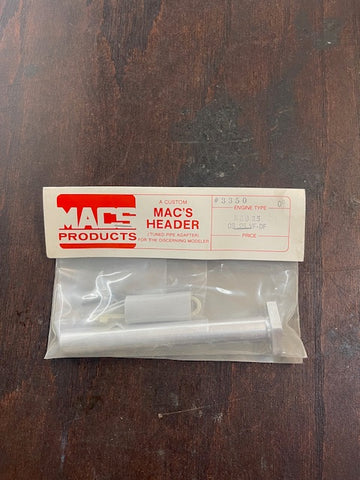 MACS
PRODUCTS
A CUSTOM
MAC'S
HEADER
(TUNED PIPE ADAPTER)
FOR THE DISCERNING MODELER
#3350
ENGINE TYPE
PRICE